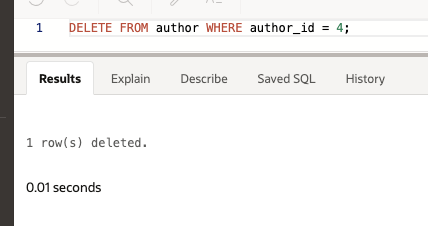 1 DELETE FROM author WHERE author_id = 4;
Results Explain Describe Saved SQL History
1 row(s) deleted.
0.01 seconds